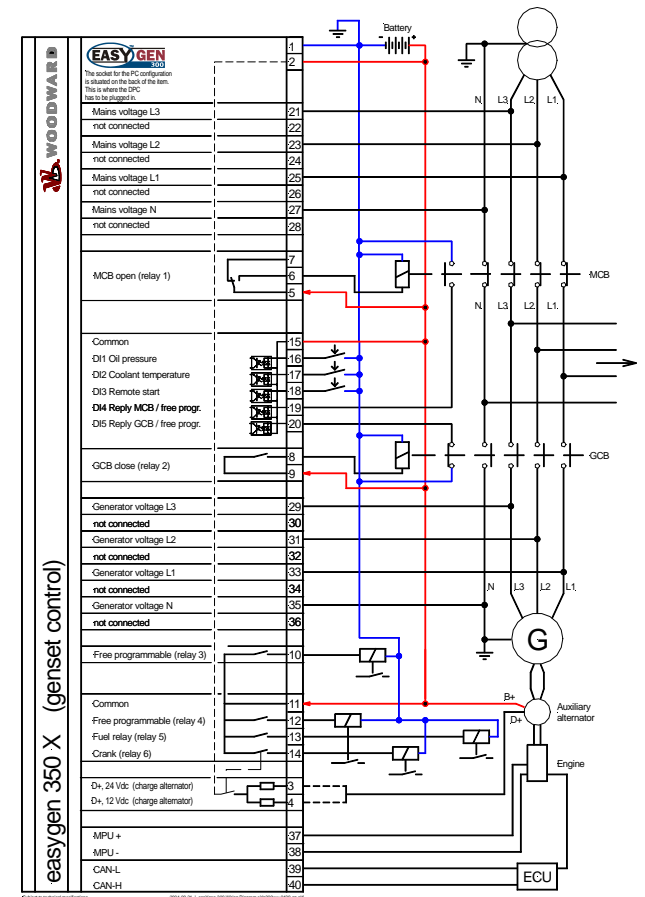 WOODWARD
easygen 350 X (genset control)
EASY GEN
300
The socket for the PC configuration
is situated on the back of the item.
This is where the DPC
has to be plugged in.
Battery
- +
1
2
N L3 L2 L1
Mains voltage L3 21
not connected 22
Mains voltage L2 23
not connected 24
Mains voltage L1 25
not connected 26
Mains voltage N 27
not connected 28
7
MCB open (relay 1) 6
5
MCB
N L3 L2 L1
Common 15
DI1 Oil pressure 16
DI2 Coolant temperature 17
DI3 Remote start 18
DI4 Reply MCB / free progr. 19
DI5 Reply GCB / free progr. 20
GCB close (relay 2) 8
9
GCB
Generator voltage L3 29
not connected 30
Generator voltage L2 31
not connected 32
Generator voltage L1 33
not connected 34
Generator voltage N 35
not connected 36
N L3 L2 L1
G
Free programmable (relay 3) 10
Common 11
Free programmable (relay 4) 12
Fuel relay (relay 5) 13
Crank (relay 6) 14
B+
D+
Auxiliary
alternator
Engine
D+, 24 Vdc (charge alternator) 3
D+, 12 Vdc (charge alternator) 4
MPU + 37
MPU - 38
CAN-L 39
CAN-H 40
ECU